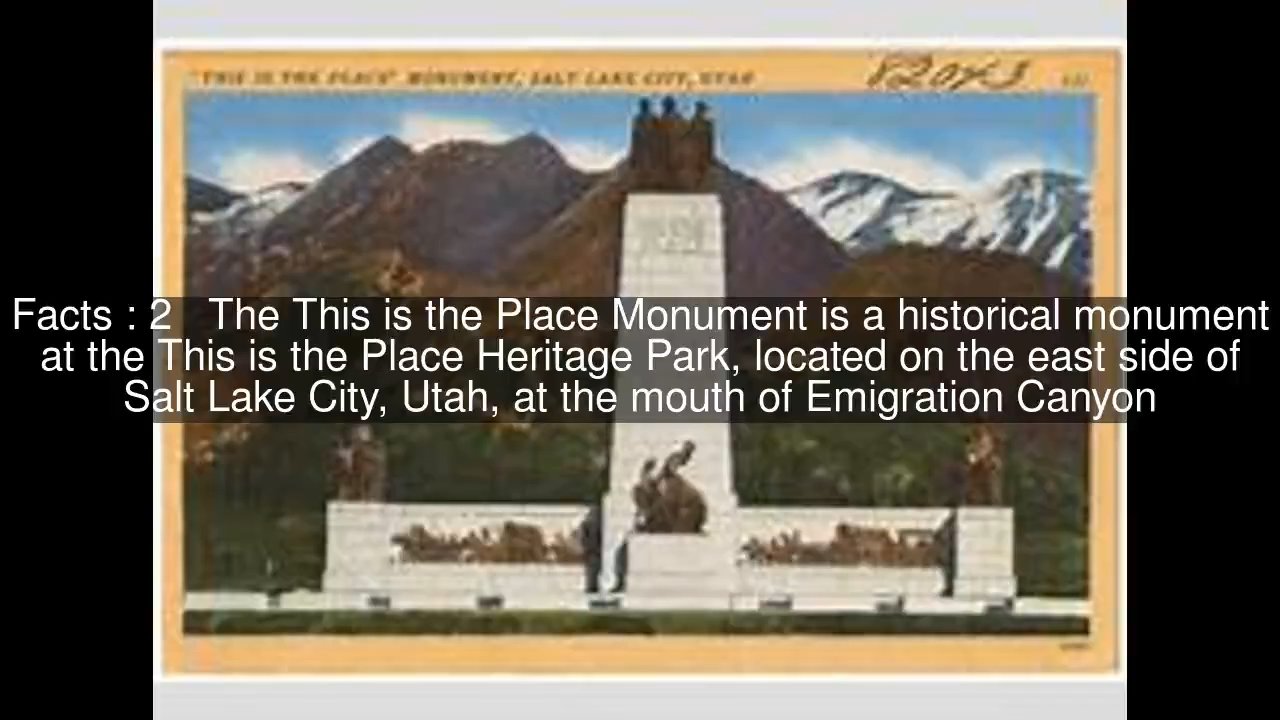 "THIS IS THE PLACE" MONUMENT, SALT LAKE CITY, UTAH
Facts : 2 The This is the Place Monument is a historical monument
at the This is the Place Heritage Park, located on the east side of
Salt Lake City, Utah, at the mouth of Emigration Canyon